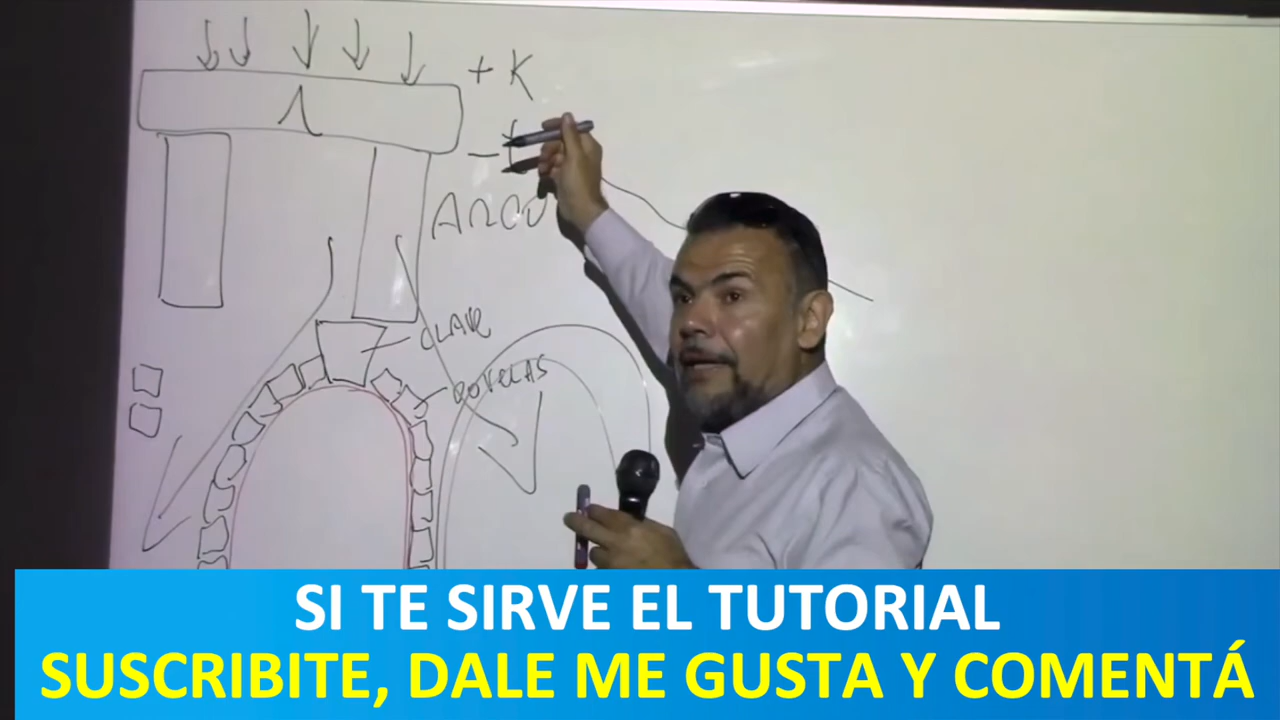 + K
ARCO
CLAVE
DOVELAS
SI TE SIRVE EL TUTORIAL
SUSCRIBITE, DALE ME GUSTA Y COMENTÁ